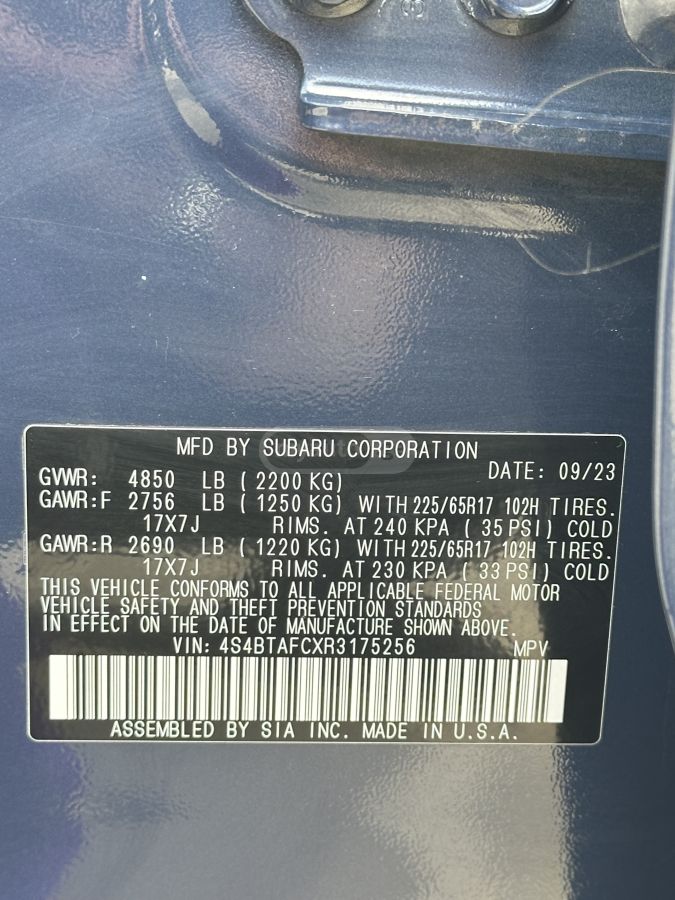 MFD BY SUBARU CORPORATION
DATE: 09/23
GVWR: 4850 LB ( 2200 KG)
GAWR:F 2756 LB ( 1250 KG) WITH 225/65R17 102H TIRES.
17X7J RIMS. AT 240 KPA ( 35 PSI) COLD
GAWR:R 2690 LB ( 1220 KG) WITH 225/65R17 102H TIRES.
17X7J RIMS. AT 230 KPA ( 33 PSI) COLD
THIS VEHICLE CONFORMS TO ALL APPLICABLE FEDERAL MOTOR
VEHICLE SAFETY AND THEFT PREVENTION STANDARDS
IN EFFECT ON THE DATE OF MANUFACTURE SHOWN ABOVE.
VIN: 4S4BTAFCXR3175256 MPV
ASSEMBLED BY SIA INC. MADE IN U.S.A.